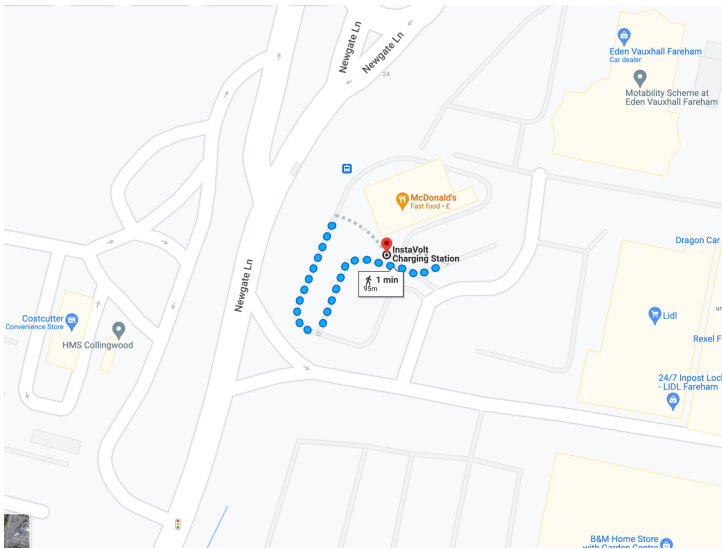 Newgate Ln
Newgate Ln
24
Eden Vauxhall Fareham
Car dealer
Motability Scheme at
Eden Vauxhall Fareham
McDonald's
Fast food • £
InstaVolt
Charging Station
1 min
95m
Dragon Car
Newgate Ln
Lidl
Costcutter
Convenience Store
HMS Collingwood
Rexel F
24/7 Inpost Loc
- LIDL Fareham
B&M Home Store
with Garden Centre